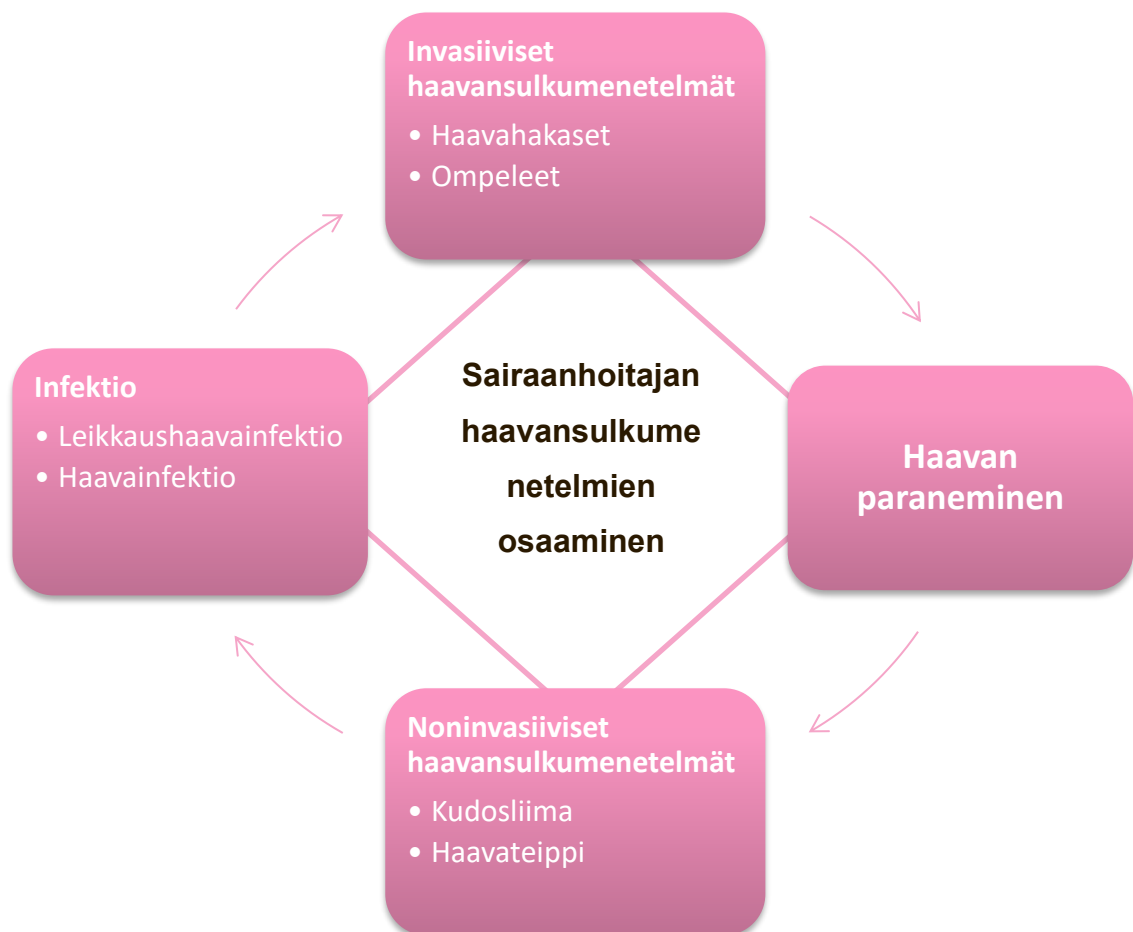 Invasiiviset
haavansulkumenetelmät
• Haavahakaset
• Ompeleet
Infektio
• Leikkaushaavainfektio
• Haavainfektio
Sairaanhoitajan
haavansulkume
netelmien
osaaminen
Haavan
paraneminen
Noninvasiiviset
haavansulkumenetelmät
• Kudosliima
• Haavateippi